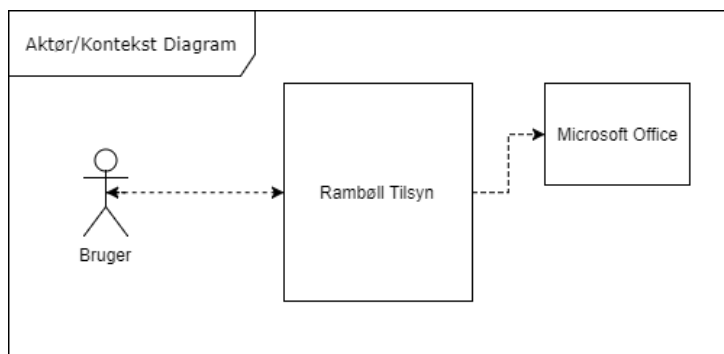 Aktør/Kontekst Diagram
Microsoft Office
Rambøll Tilsyn
Bruger